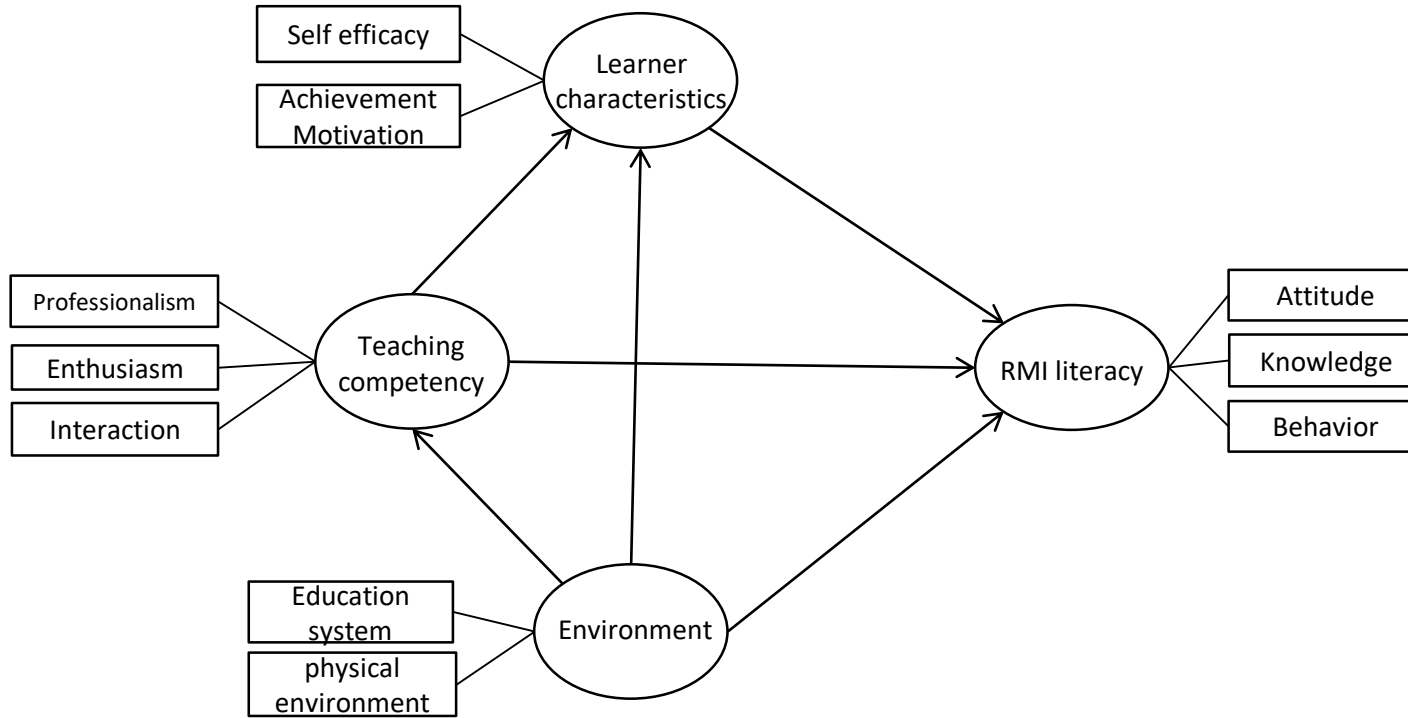 Self efficacy
Achievement
Motivation
Learner
characteristics
Professionalism
Enthusiasm
Interaction
Teaching
competency
RMI literacy
Attitude
Knowledge
Behavior
Education
system
physical
environment
Environment